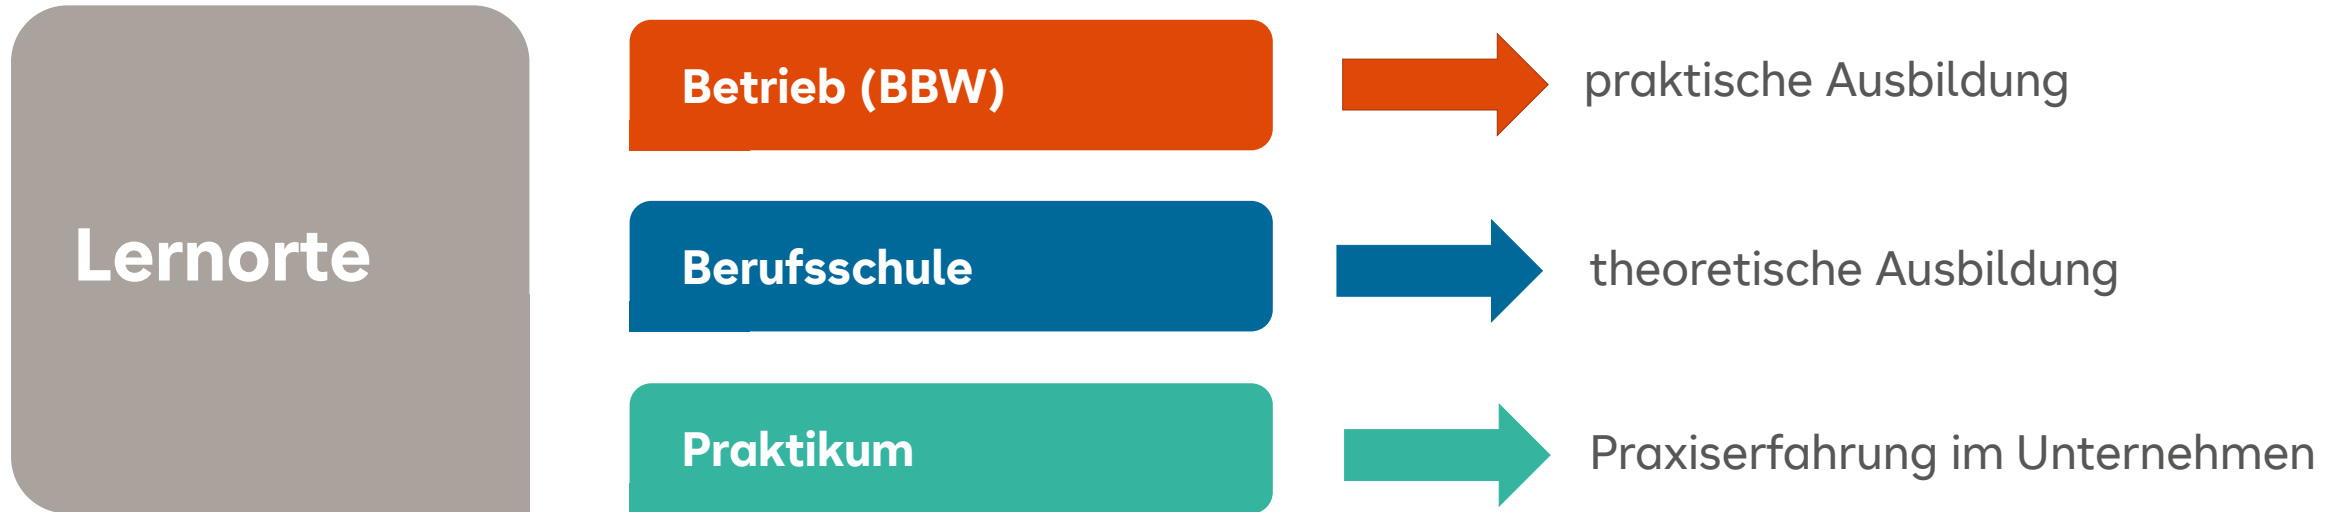 Lernorte
Betrieb (BBW)
praktische Ausbildung
Berufsschule
theoretische Ausbildung
Praktikum
Praxiserfahrung im Unternehmen